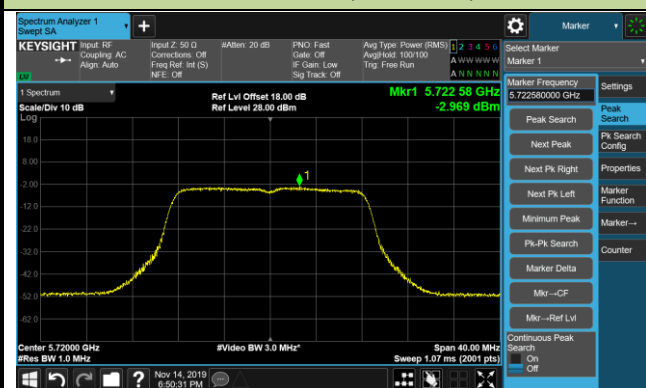 Spectrum Analyzer 1
Swept SA
Marker
KEYSIGHT
Input: RF
Coupling: AC
Align: Auto
Input Z: 50 Ω
Corrections: Off
Freq Ref: Int (S)
NFE: Off
#Atten: 20 dB
PNO: Fast
Gate: Off
IF Gain: Low
Sig Track: Off
Avg Type: Power (RMS)
Avg|Hold: 100/100
Trig: Free Run
1 2 3 4 5 6
A W W W W W
A N N N N N
Select Marker
Marker 1
1 Spectrum
Scale/Div 10 dB
Log
Ref Lvl Offset 18.00 dB
Ref Level 28.00 dBm
Mkr1 5.722 58 GHz
-2.969 dBm
18.0
8.00
-2.00
-12.0
-22.0
-32.0
-42.0
-52.0
-62.0
1
Center 5.72000 GHz
#Res BW 1.0 MHz
#Video BW 3.0 MHz*
Span 40.00 MHz
Sweep 1.07 ms (2001 pts)
Marker Frequency
5.722580000 GHz
Peak Search
Next Peak
Next Pk Right
Next Pk Left
Minimum Peak
Pk-Pk Search
Marker Delta
Mkr→CF
Mkr→Ref Lvl
Continuous Peak
Search
On
Off
Settings
Peak
Search
Pk Search
Config
Properties
Marker
Function
Marker→
Counter
Nov 14, 2019
6:50:31 PM